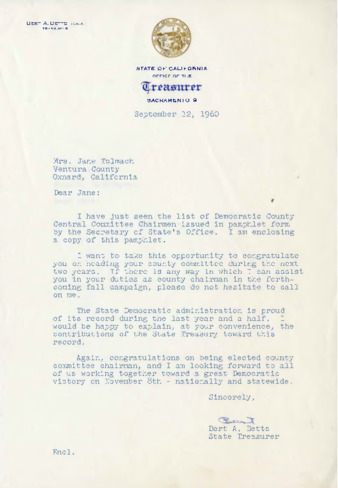 BERT A. BETTS
TREASURER
STATE OF CALIFORNIA
OFFICE OF THE
Treasurer
SACRAMENTO
September 12, 1960
Mrs. Jane Tolmach
Ventura County
Oxnard, California
Dear Jane:
I have just seen the list of Democratic County
Central Committee Chairmen issued in pamphlet form
by the Secretary of State's Office. I am enclosing
a copy of this pamphlet.
I want to take this opportunity to congratulate
you on heading your county committee during the next
two years. If there is any way in which I can assist
you in your duties as county chairman in the forth-
coming fall campaign, please do not hesitate to call
on me.
The State Democratic administration is proud
of its record during the last year and a half. I
would be happy to explain, at your convenience, the
contributions of the State Treasury toward this
record.
Again, congratulations on being elected county
committee chairman, and I am looking forward to all
of us working together toward a great Democratic
victory on November 8th - nationally and statewide.
Sincerely,
Bert A. Betts
State Treasurer
Encl.